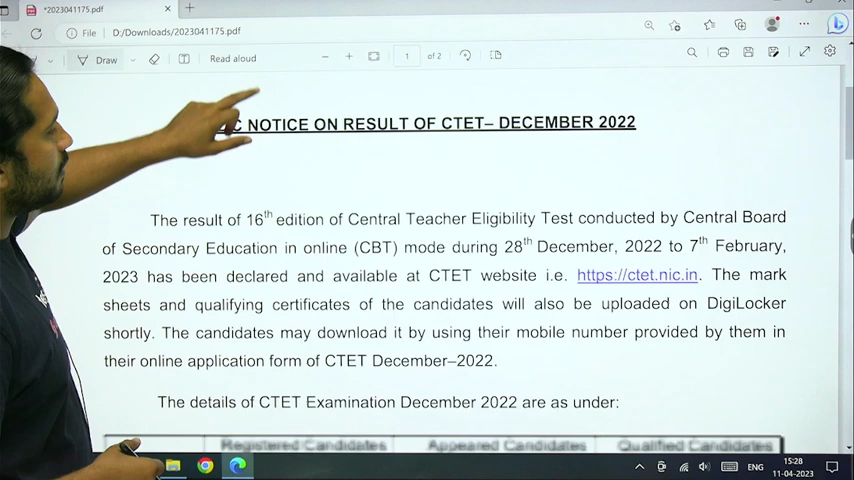 *2023041175.pdf
File D:/Downloads/2023041175.pdf
Draw Read aloud 1 of 2
NOTICE ON RESULT OF CTET– DECEMBER 2022
The result of 16th edition of Central Teacher Eligibility Test conducted by Central Board
of Secondary Education in online (CBT) mode during 28th December, 2022 to 7th February,
2023 has been declared and available at CTET website i.e. https://ctet.nic.in. The mark
sheets and qualifying certificates of the candidates will also be uploaded on DigiLocker
shortly. The candidates may download it by using their mobile number provided by them in
their online application form of CTET December–2022.
The details of CTET Examination December 2022 are as under:
Registered Candidates Appeared Candidates Qualified Candidates
ENG 15:28
11-04-2023